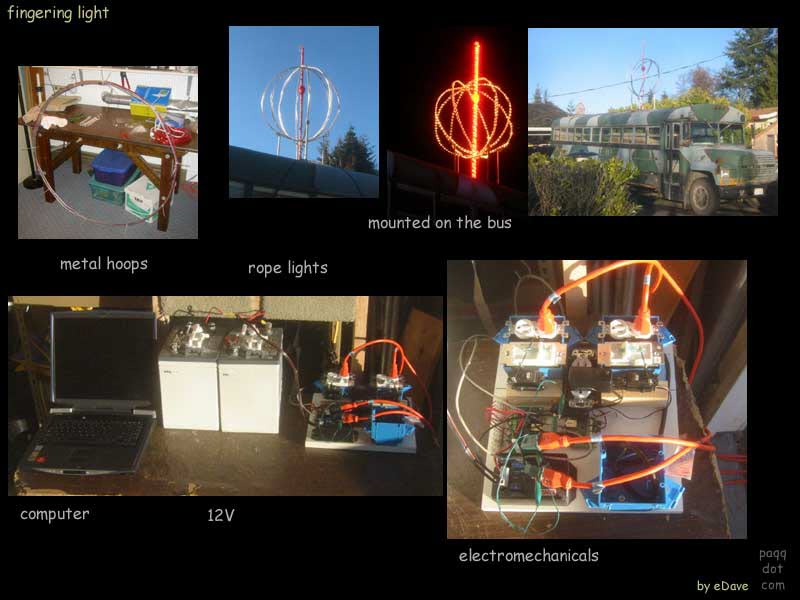 fingering light
mounted on the bus
metal hoops
rope lights
computer
12V
electromechanicals
by eDave
paqq
dot
com